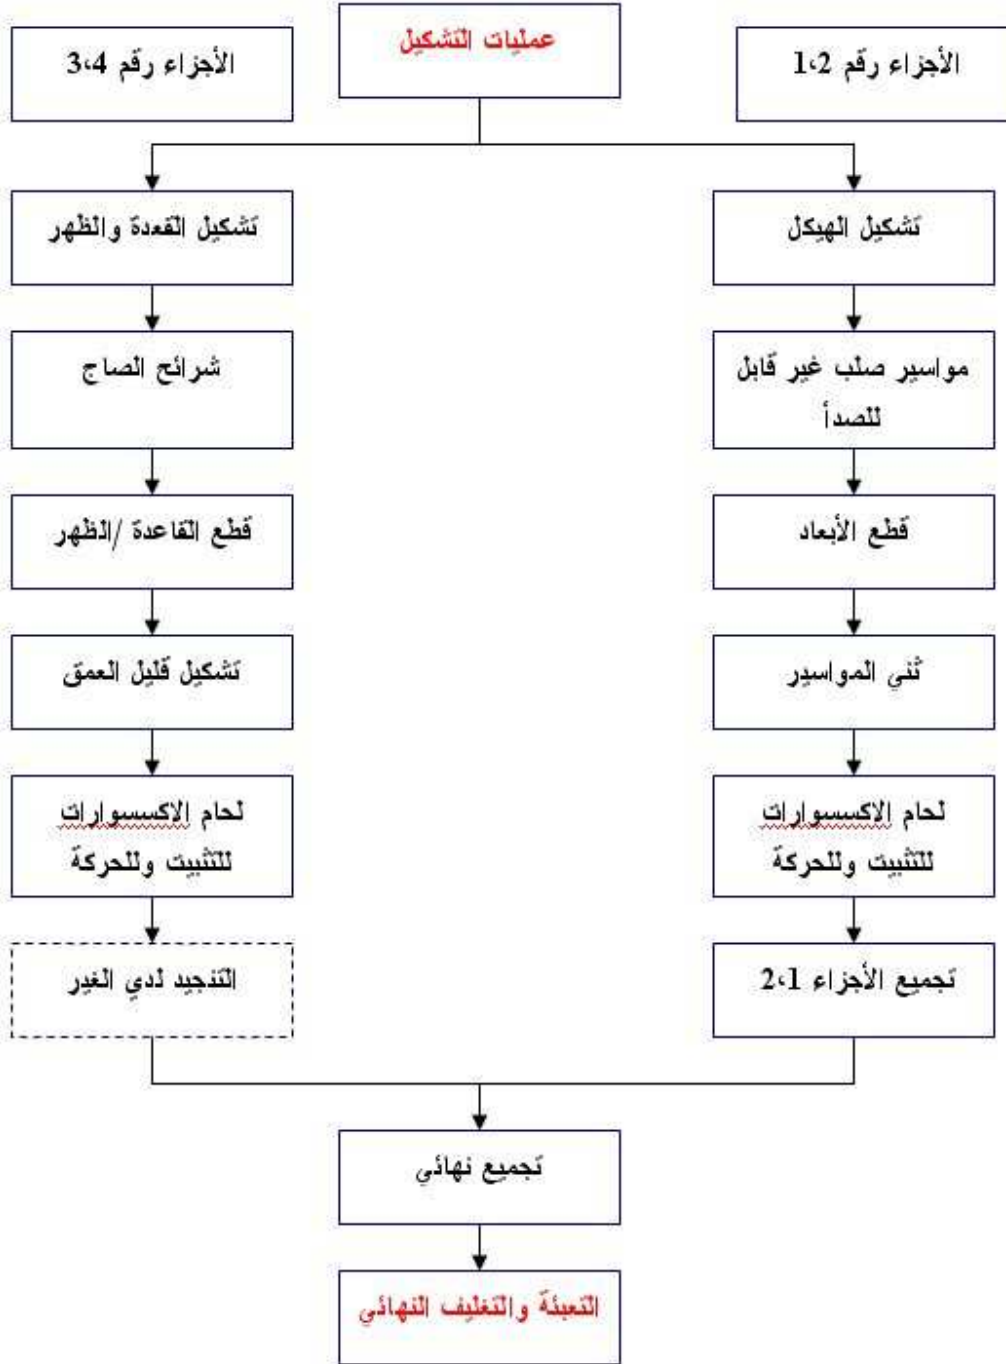 عمليات التشكيل
الأجزاء رقم 1،2
الأجزاء رقم 3،4
تشكيل الهيكل
تشكيل القعدة والظهر
مواسير صلب غير قابل
للصدأ
شرائح الصاج
قطع الأبعاد
قطع القاعدة /الظهر
ثني المواسير
تشكيل قليل العمق
لحام الاكسسوارات
للتثبيت وللحركة
لحام الاكسسوارات
للتثبيت وللحركة
تجميع الأجزاء 2،1
التنجيد لدي الغير
تجميع نهائي
التعبئة والتغليف النهائي